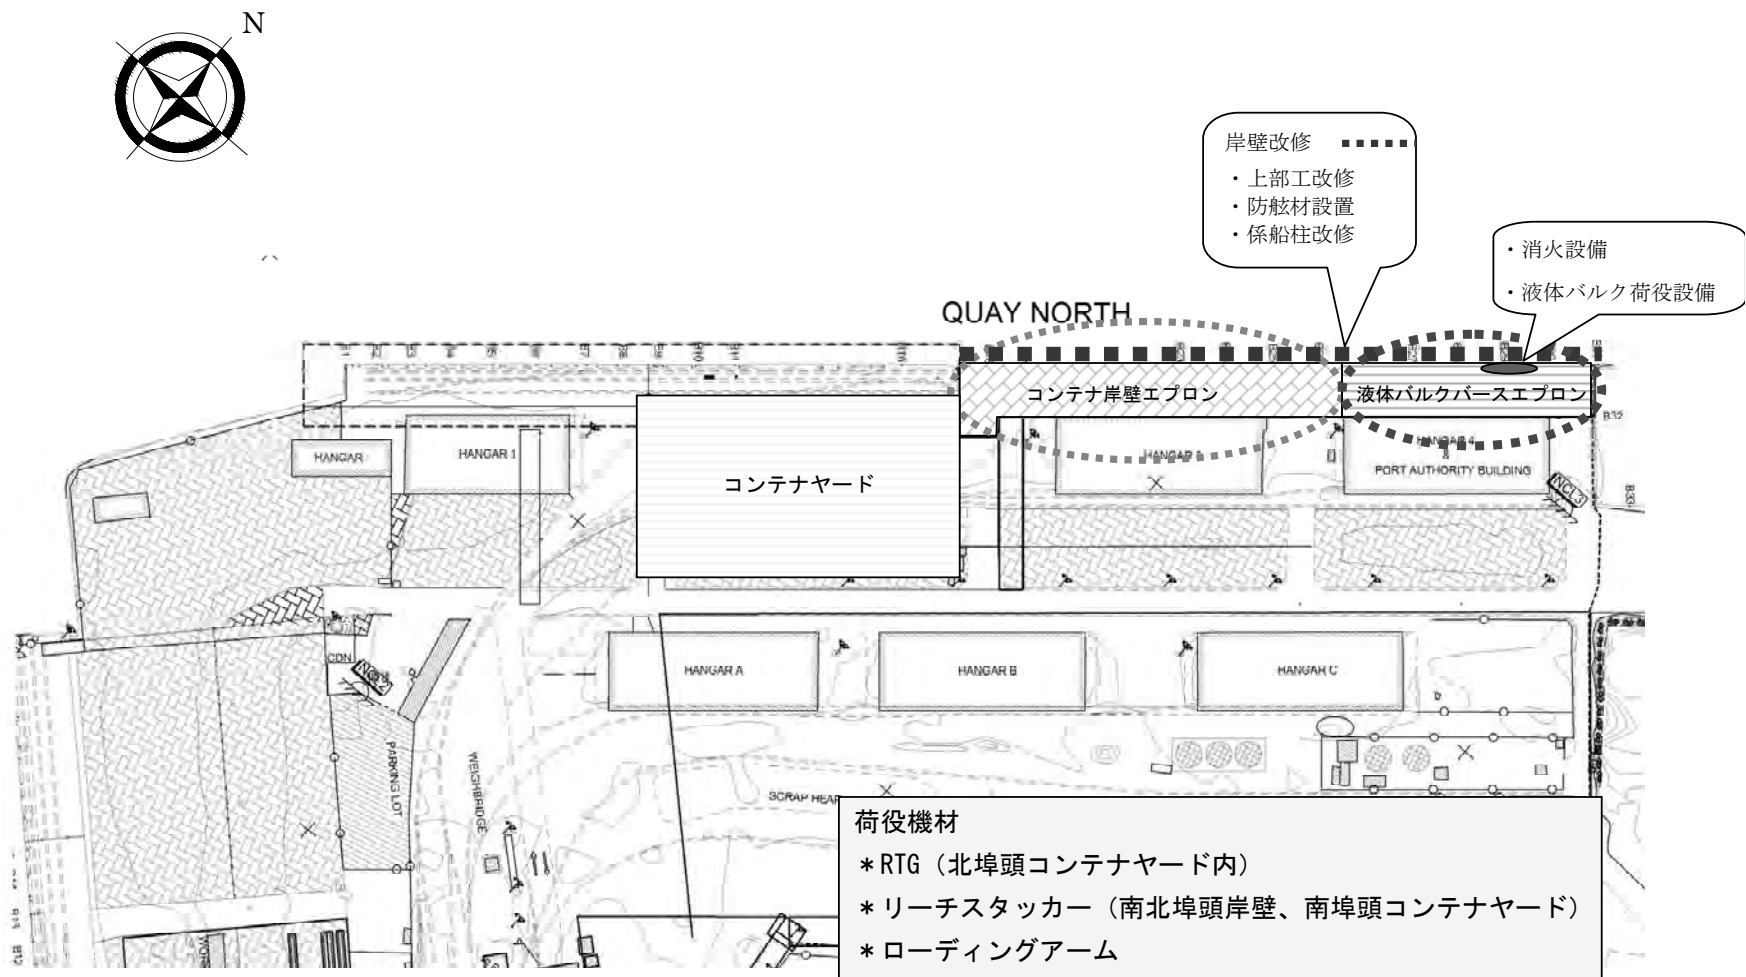 N
岸壁改修
・上部工改修
・防舷材設置
・係船柱改修
・消火設備
・液体バルク荷役設備
QUAY NORTH
コンテナ岸壁エプロン
液体バルクバースエプロン
B32
HANGAR
HANGAR 1
コンテナヤード
HANGAR 4
PORT AUTHORITY BUILDING
NCL3
B33
CDN
HANGAR A
HANGAR B
HANGAR C
PARKING LOT
WEIGHBRIDGE
SCRAP HEAP
荷役機材
＊RTG（北埠頭コンテナヤード内）
＊リーチスタッカー（南北埠頭岸壁、南埠頭コンテナヤード）
＊ローディングアーム